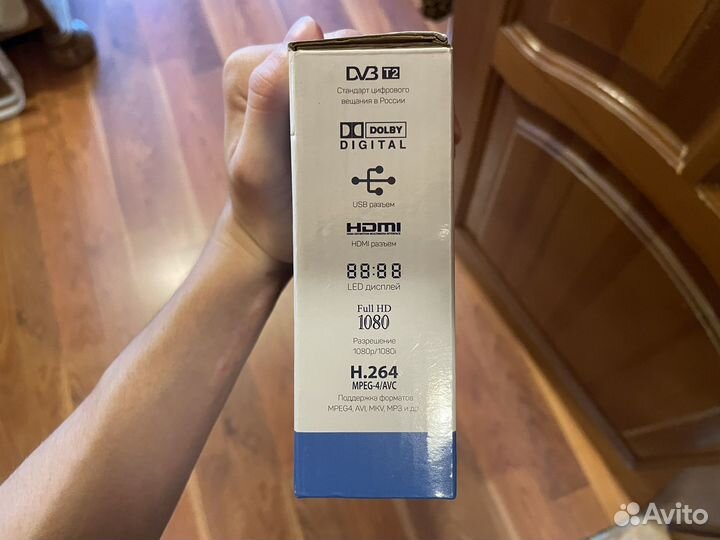 DVB T2
Стандарт цифрового
вещания в России
DOLBY
DIGITAL
USB разъем
HDMI
HDMI разъем
88:88
LED дисплей
Full HD
1080
Разрешение
1080p/1080i
H.264
MPEG-4/AVC
Поддержка форматов
MPEG4, AVI, MKV, MP3 и др
Avito